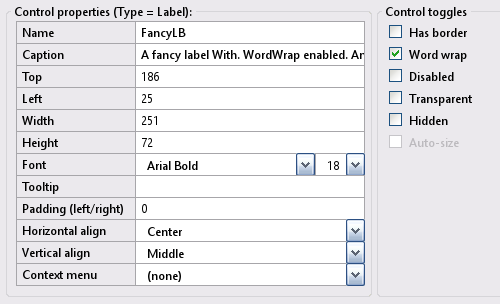 Control properties (Type = Label):
Name FancyLB
Caption A fancy label With. WordWrap enabled.
Top 186
Left 25
Width 251
Height 72
Font Arial Bold 18
Tooltip
Padding (left/right) 0
Horizontal align Center
Vertical align Middle
Context menu (none)
Control toggles
Has border
Word wrap
Disabled
Transparent
Hidden
Auto-size